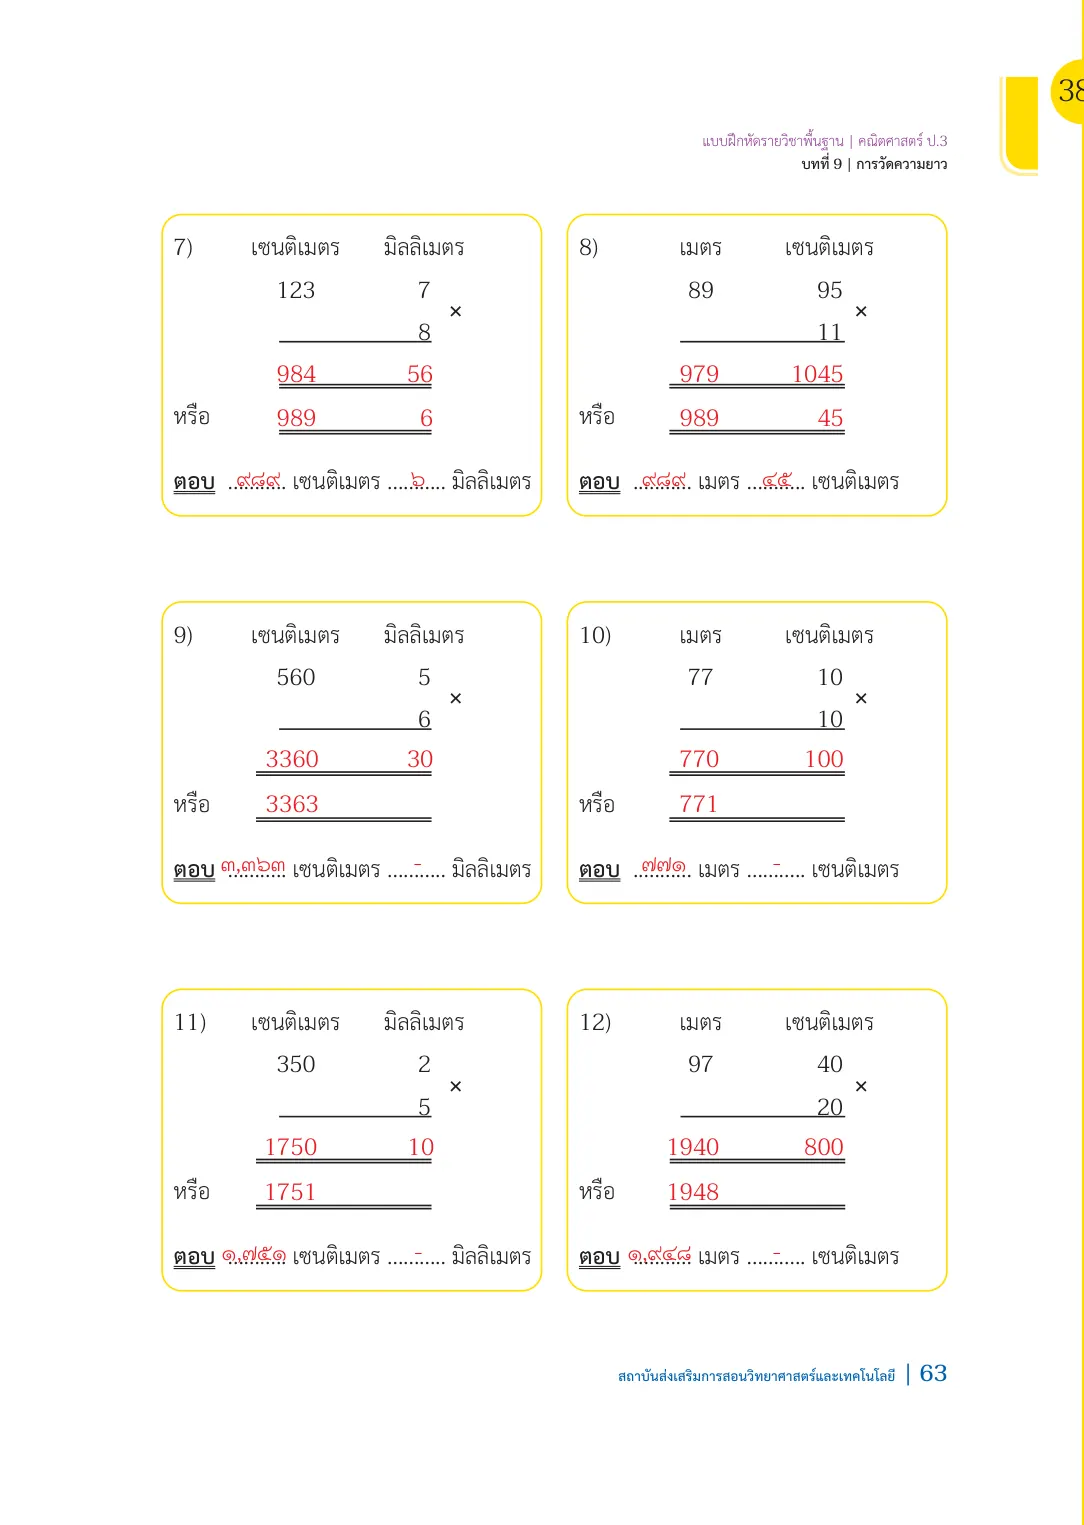 38
แบบฝึกหัดรายวิชาพื้นฐาน | คณิตศาสตร์ ป.3
บทที่ 9 | การวัดความยาว
7) เซนติเมตร มิลลิเมตร
123 7
×
8
984 56
หรือ 989 6
ตอบ ๙๘๙ เซนติเมตร ๖ มิลลิเมตร
8) เมตร เซนติเมตร
89 95
×
11
979 1045
หรือ 989 45
ตอบ ๙๘๙ เมตร ๔๕ เซนติเมตร
9) เซนติเมตร มิลลิเมตร
560 5
×
6
3360 30
หรือ 3363
ตอบ ๓,๓๖๓ เซนติเมตร - มิลลิเมตร
10) เมตร เซนติเมตร
77 10
×
10
770 100
หรือ 771
ตอบ ๗๗๑ เมตร - เซนติเมตร
11) เซนติเมตร มิลลิเมตร
350 2
×
5
1750 10
หรือ 1751
ตอบ ๑,๗๕๑ เซนติเมตร - มิลลิเมตร
12) เมตร เซนติเมตร
97 40
×
20
1940 800
หรือ 1948
ตอบ ๑,๙๔๘ เมตร - เซนติเมตร
สถาบันส่งเสริมการสอนวิทยาศาสตร์และเทคโนโลยี | 63